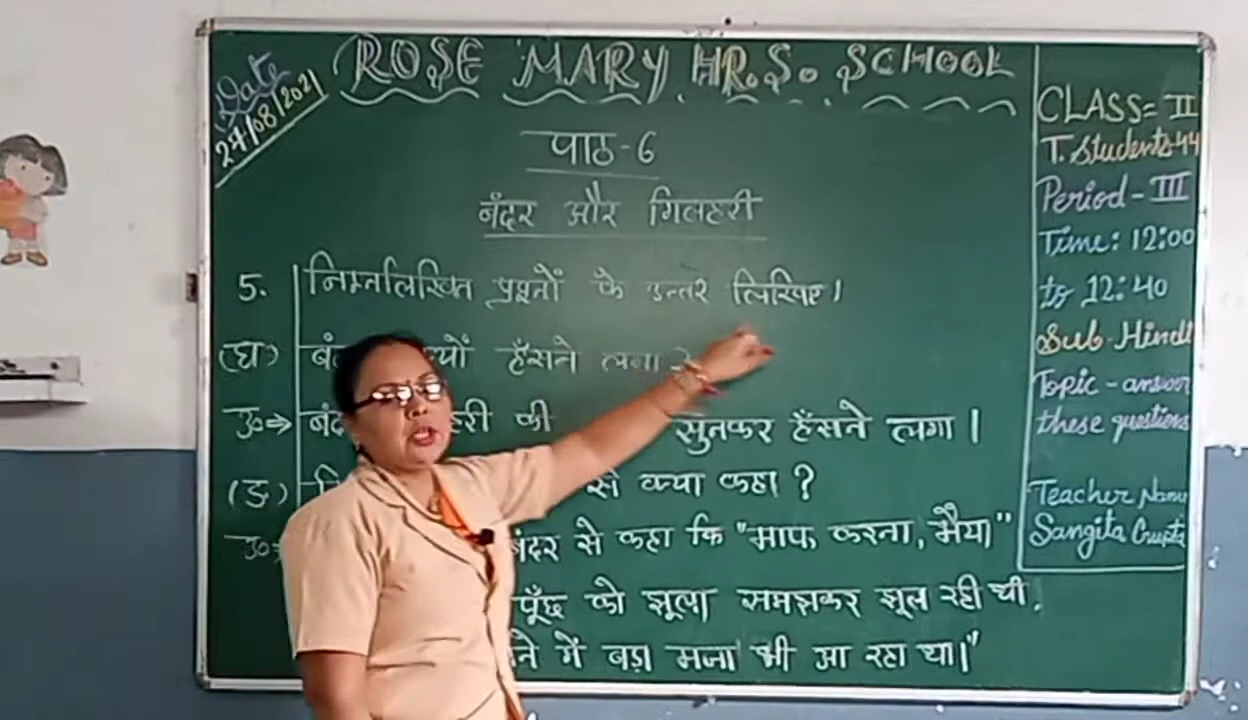 Date
27/08/2021
ROSE MARY HR.S. SCHOOL
पाठ-6
बंदर और गिलहरी
5. निम्नलिखित प्रश्नों के उत्तर लिखिए।
(घ) हँसने लगा ?
उ०⇒ की सुनकर हँसने लगा।
(ङ) से क्या कहा ?
उ० बंदर से कहा कि "माफ करना, भैया"
पूँछ को झूला समझकर झूल रही थी.
में बड़ा मजा भी आ रहा था।"
CLASS= II
T. Students-44
Period-III
Time: 12:00
to 12:40
Sub-Hindi
Topic-answer
these questions
Teacher Name
Sangita Gupta